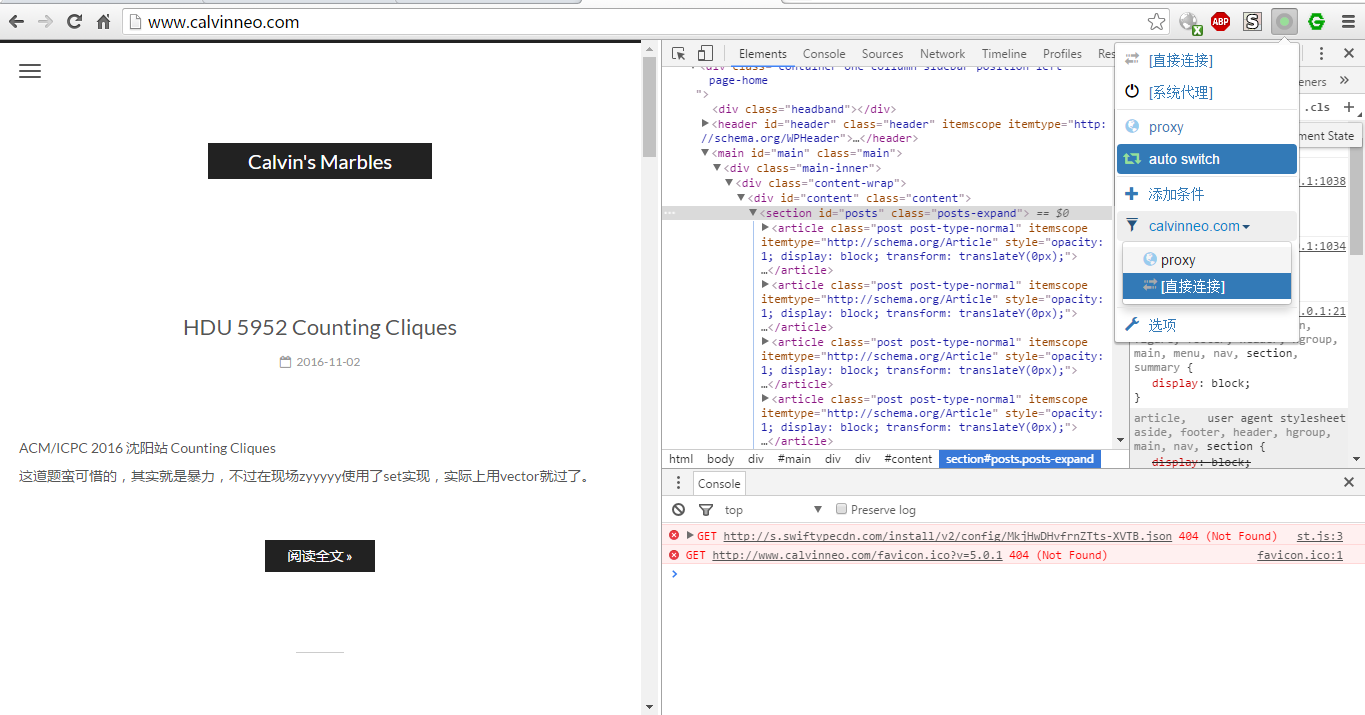 www.calvinneo.com
ABP
S
Calvin's Marbles
HDU 5952 Counting Cliques
2016-11-02
ACM/ICPC 2016 沈阳站 Counting Cliques
这道题蛮可惜的，其实就是暴力，不过在现场zyyyyy使用了set实现，实际上用vector就过了。
阅读全文 »
Elements Console Sources Network Timeline Profiles
page-home
">
<div class="headband"></div>
<header id="header" class="header" itemscope itemtype="http:
//schema.org/WPHeader">…</header>
<main id="main" class="main">
<div class="main-inner">
<div class="content-wrap">
<div id="content" class="content">
<section id="posts" class="posts-expand"> == $0
<article class="post post-type-normal" itemscope
itemtype="http://schema.org/Article" style="opacity:
1; display: block; transform: translateY(0px);">
…</article>
<article class="post post-type-normal" itemscope
itemtype="http://schema.org/Article" style="opacity:
1; display: block; transform: translateY(0px);">
…</article>
<article class="post post-type-normal" itemscope
itemtype="http://schema.org/Article" style="opacity:
1; display: block; transform: translateY(0px);">
…</article>
<article class="post post-type-normal" itemscope
itemtype="http://schema.org/Article" style="opacity:
1; display: block; transform: translateY(0px);">
…</article>
html body div #main div div #content section#posts.posts-expand
[直接连接]
[系统代理]
proxy
auto switch
添加条件
calvinneo.com
proxy
[直接连接]
选项
.cls +
ment State
.1:1038
.1:1034
.0.1:21
main, menu, nav, section,
summary {
display: block;
}
article, user agent stylesheet
aside, footer, header, hgroup,
main, nav, section {
display: block;
Console
top Preserve log
GET http://s.swiftypecdn.com/install/v2/config/MkjHwDHvfrnZTts-XVTB.json 404 (Not Found) st.js:3
GET http://www.calvinneo.com/favicon.ico?v=5.0.1 404 (Not Found) favicon.ico:1